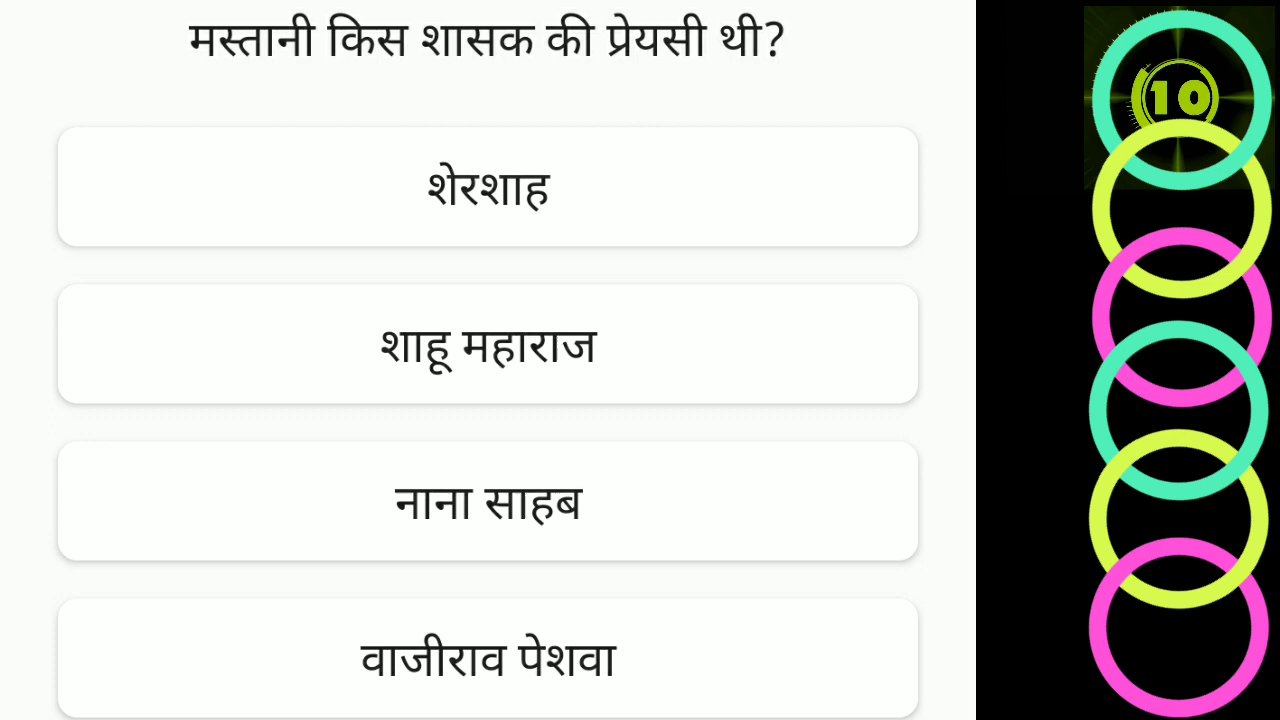 मस्तानी किस शासक की प्रेयसी थी?
10
शेरशाह
शाहू महाराज
नाना साहब
वाजीराव पेशवा